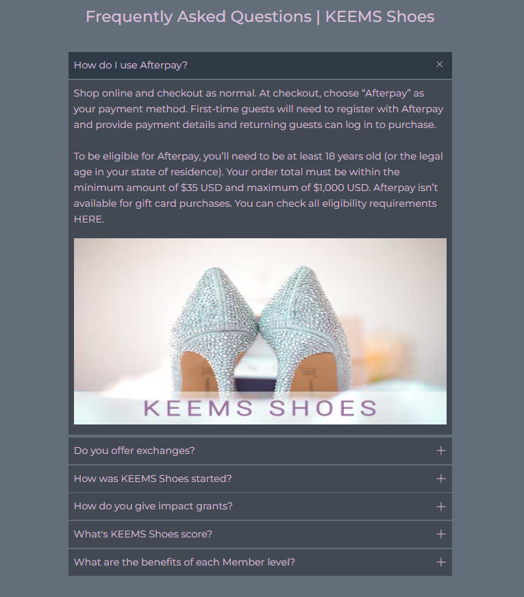 Frequently Asked Questions | KEEMS Shoes
How do I use Afterpay?
Shop online and checkout as normal. At checkout, choose “Afterpay” as
your payment method. First-time guests will need to register with Afterpay
and provide payment details and returning guests can log in to purchase.
To be eligible for Afterpay, you’ll need to be at least 18 years old (or the legal
age in your state of residence). Your order total must be within the
minimum amount of $35 USD and maximum of $1,000 USD. Afterpay isn’t
available for gift card purchases. You can check all eligibility requirements
HERE.
KEEMS SHOES
Do you offer exchanges?
How was KEEMS Shoes started?
How do you give impact grants?
What's KEEMS Shoes score?
What are the benefits of each Member level?